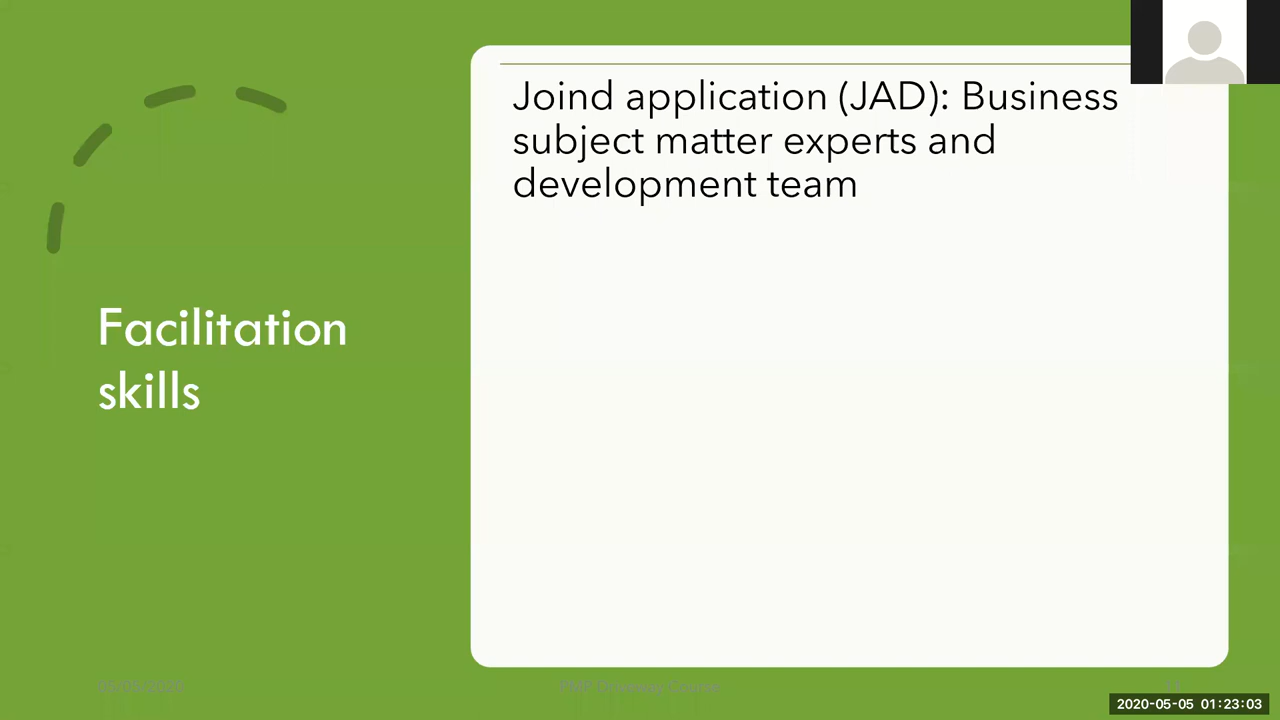 Facilitation
skills
Joind application (JAD): Business
subject matter experts and
development team
2020-05-05 01:23:03